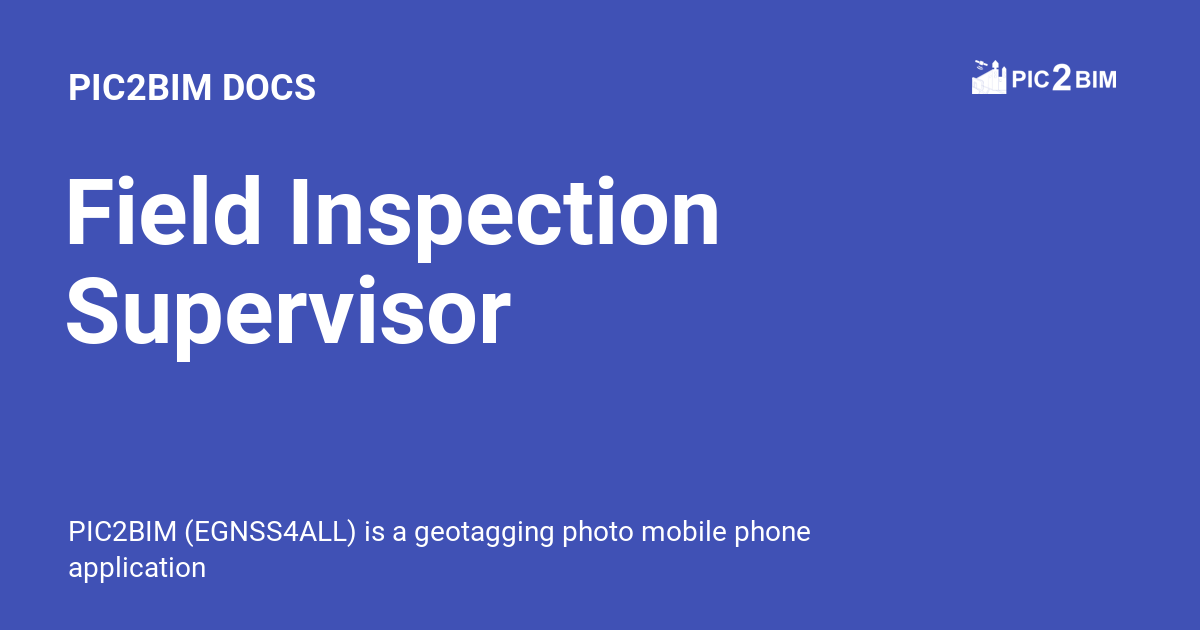 PIC2BIM DOCS
PIC2BIM
Field Inspection
Supervisor
PIC2BIM (EGNSS4ALL) is a geotagging photo mobile phone
application